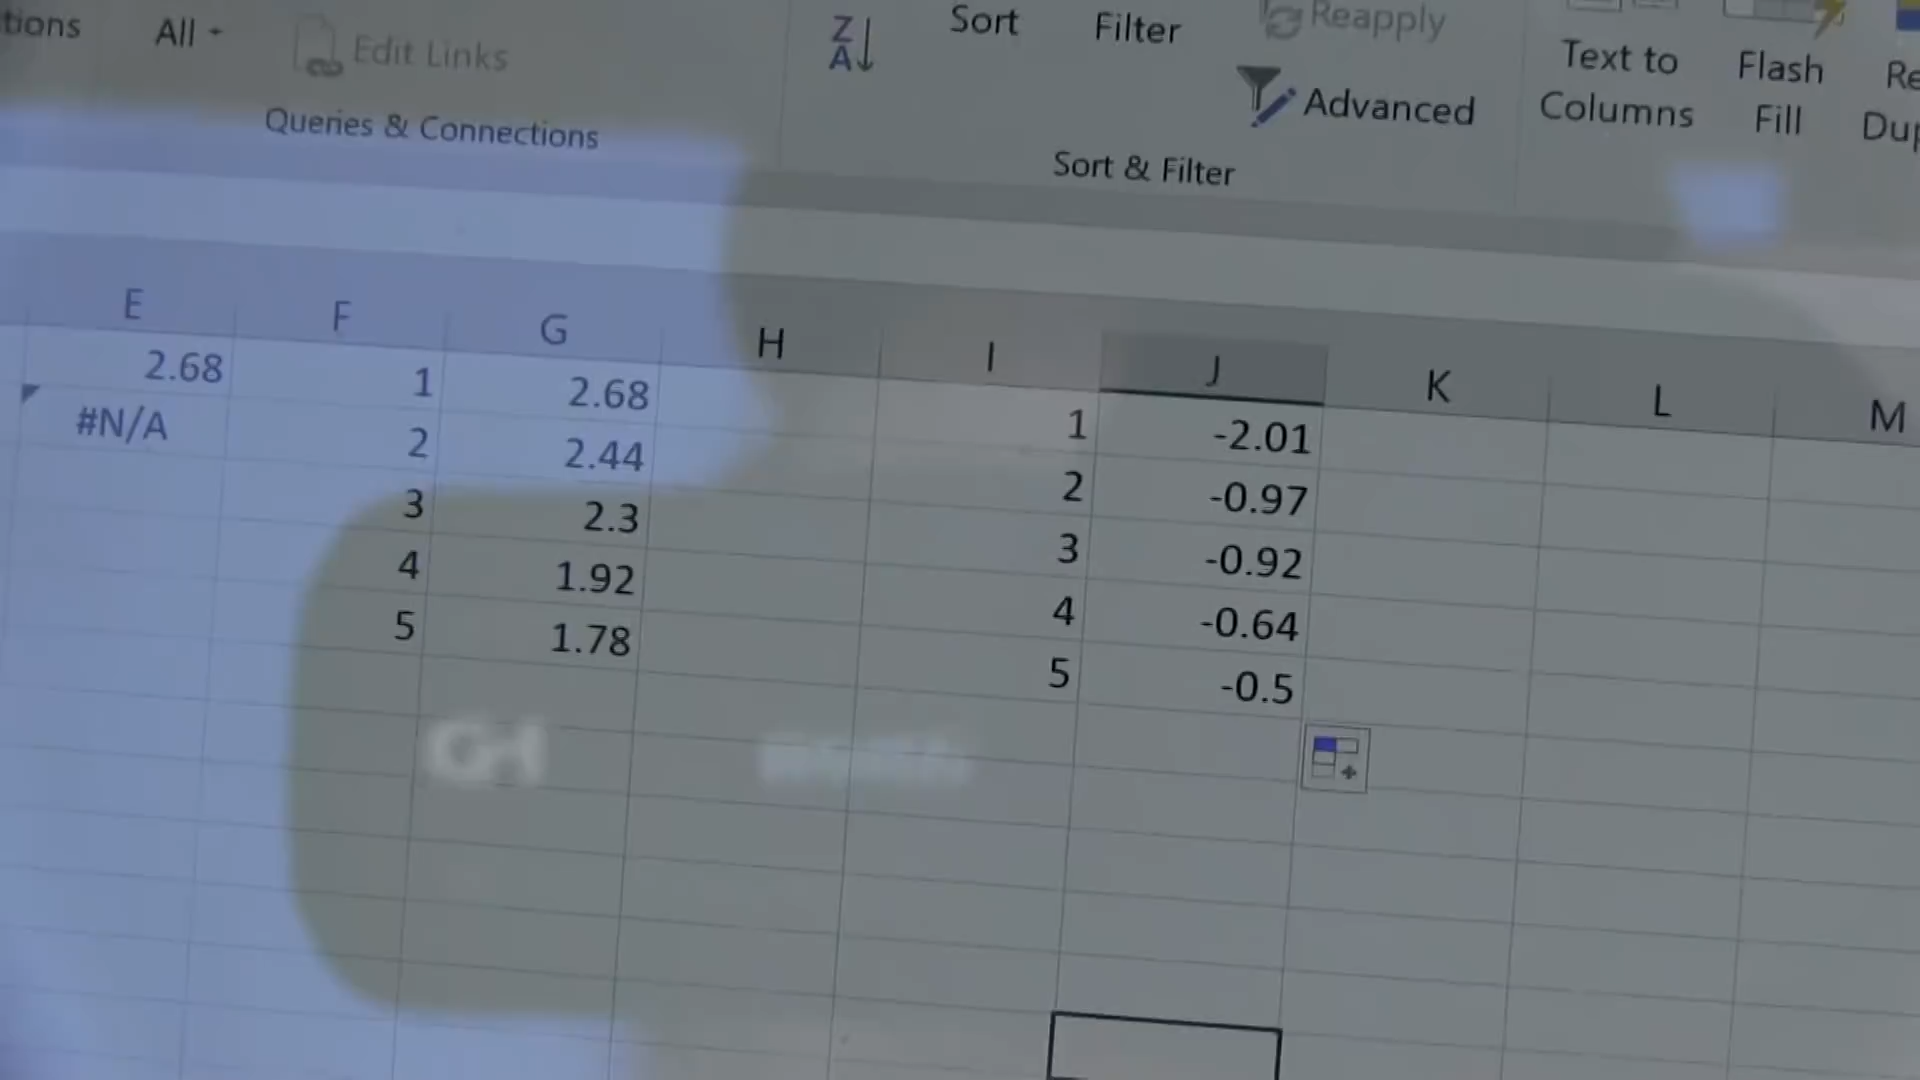 tions All Edit Links
Queries & Connections
Z
A
Sort Filter Reapply
Advanced
Sort & Filter
Text to
Columns
Flash
Fill
E F G H I J K L M
2.68 1 2.68 1 -2.01
#N/A 2 2.44 2 -0.97
3 2.3 3 -0.92
4 1.92 4 -0.64
5 1.78 5 -0.5